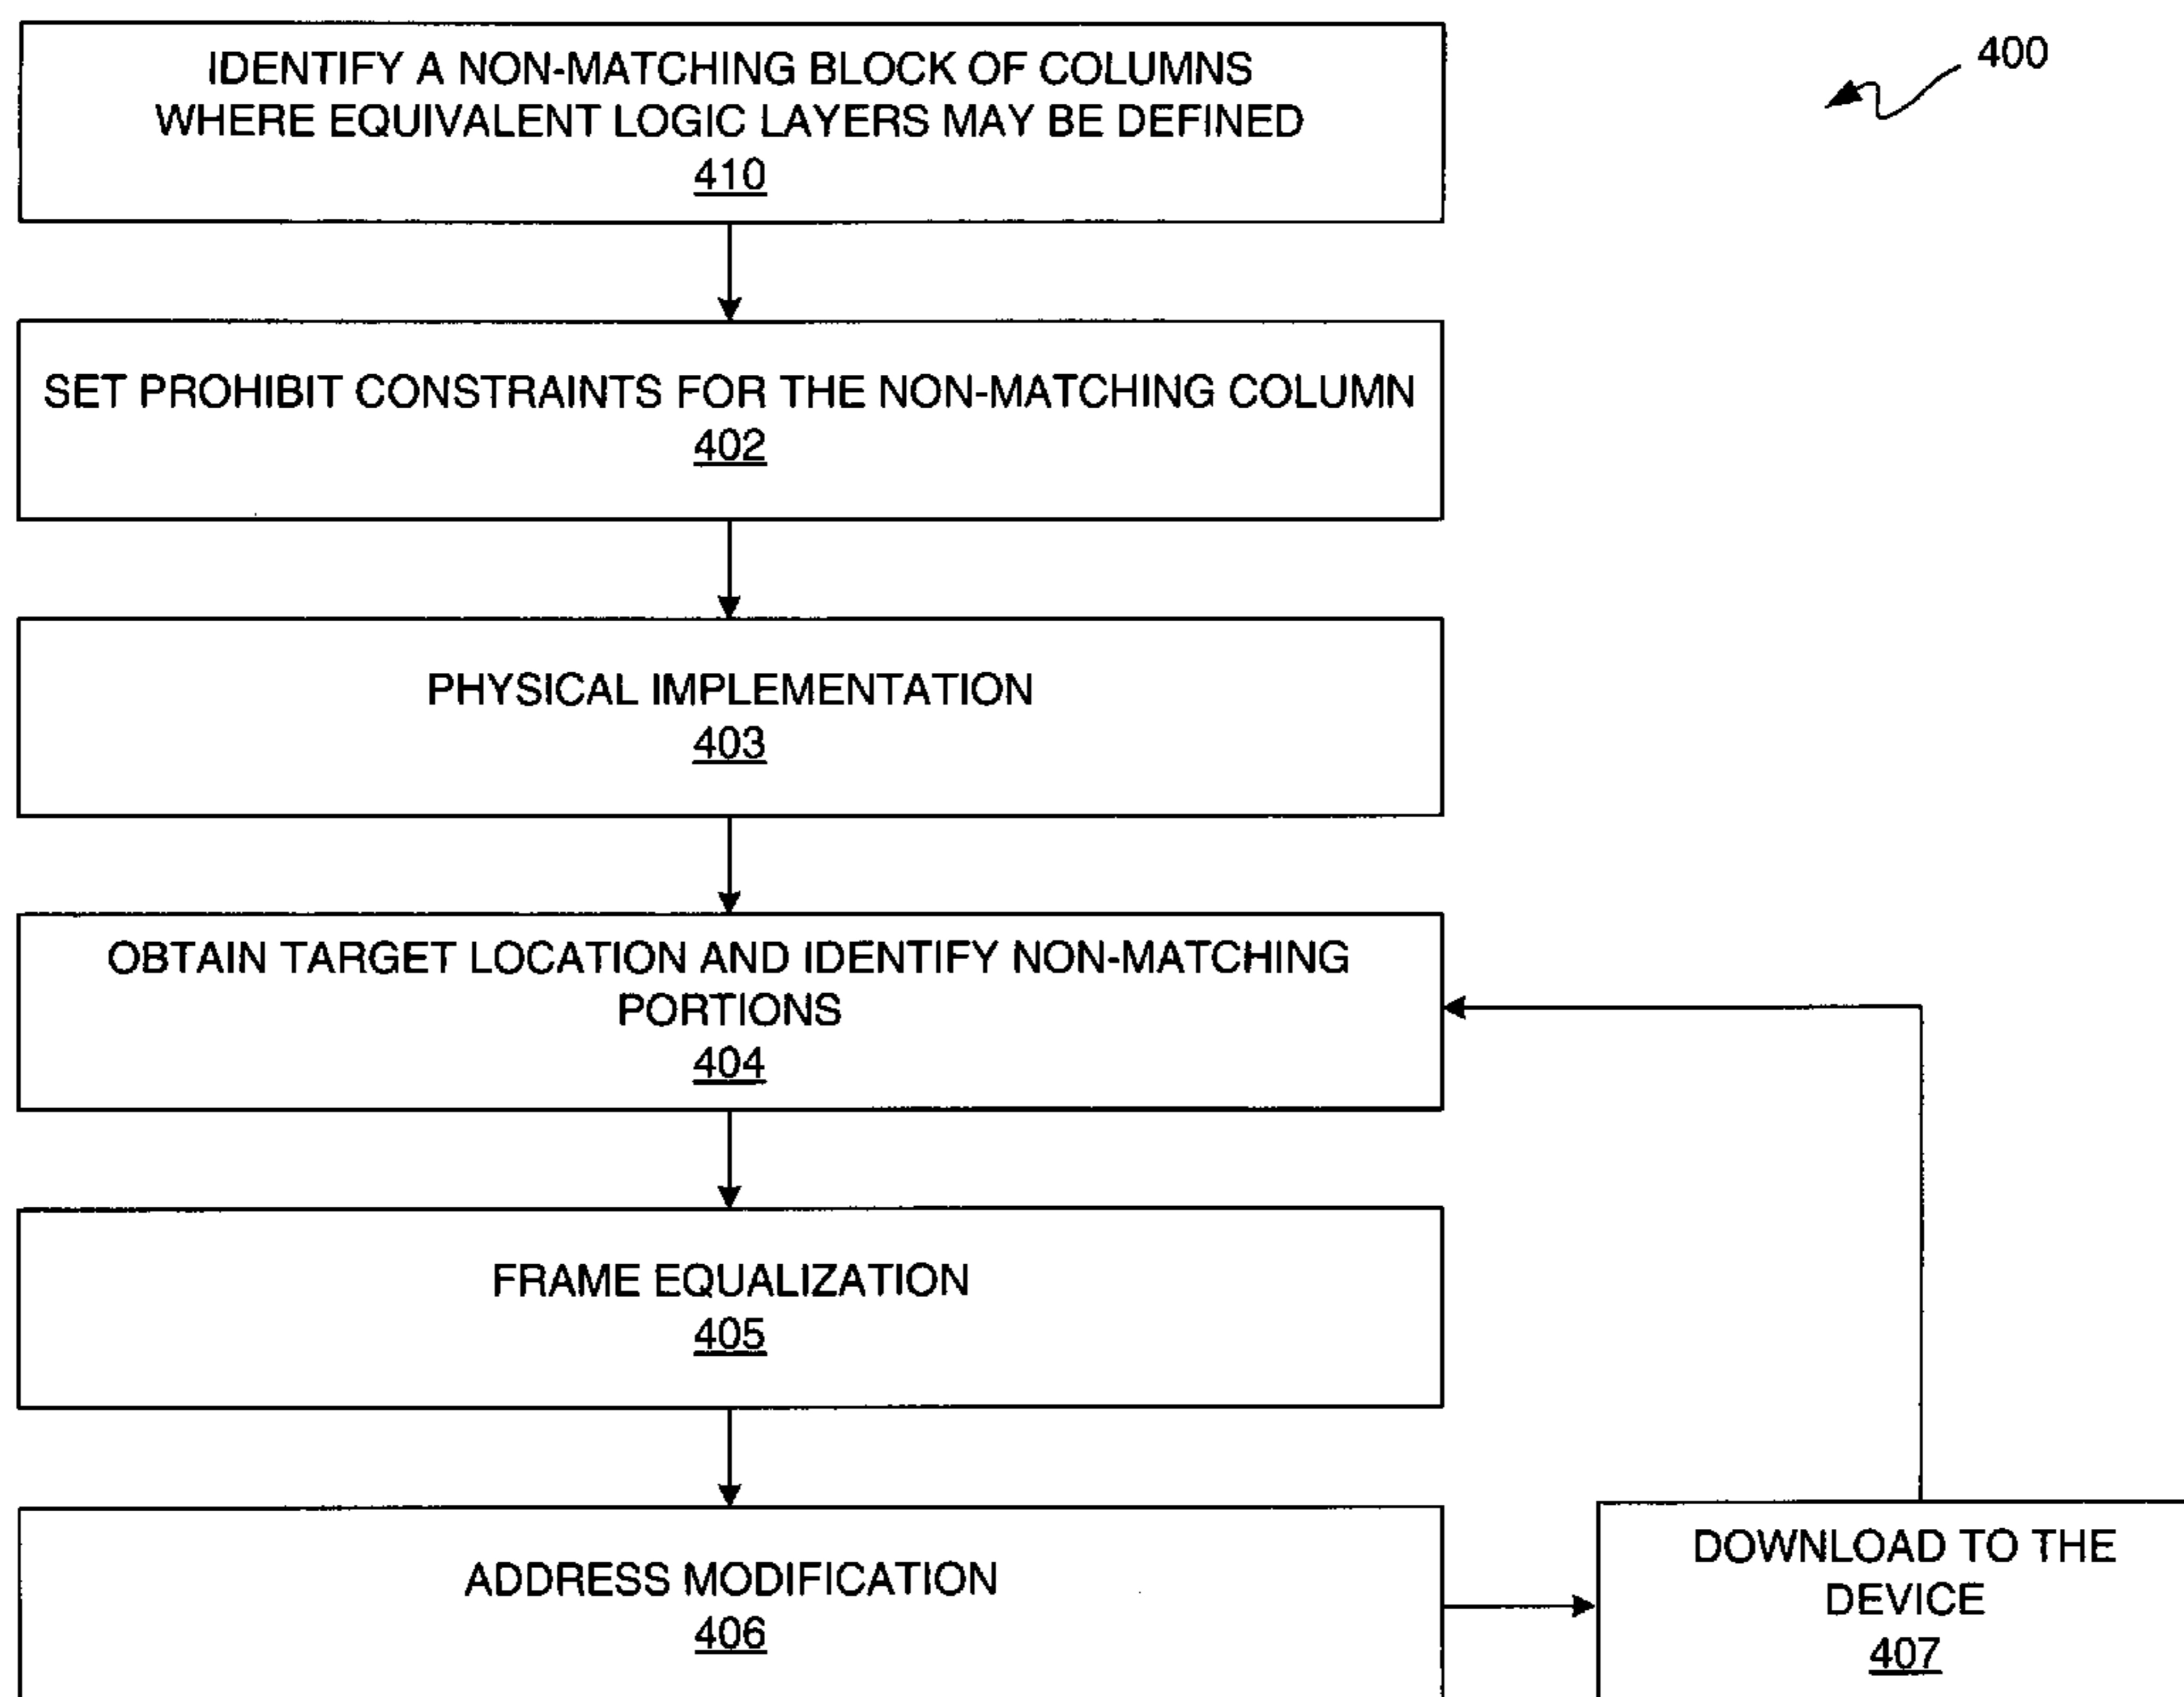 IDENTIFY A NON-MATCHING BLOCK OF COLUMNS
WHERE EQUIVALENT LOGIC LAYERS MAY BE DEFINED
410
400
SET PROHIBIT CONSTRAINTS FOR THE NON-MATCHING COLUMN
402
PHYSICAL IMPLEMENTATION
403
OBTAIN TARGET LOCATION AND IDENTIFY NON-MATCHING
PORTIONS
404
FRAME EQUALIZATION
405
ADDRESS MODIFICATION
406
DOWNLOAD TO THE
DEVICE
407